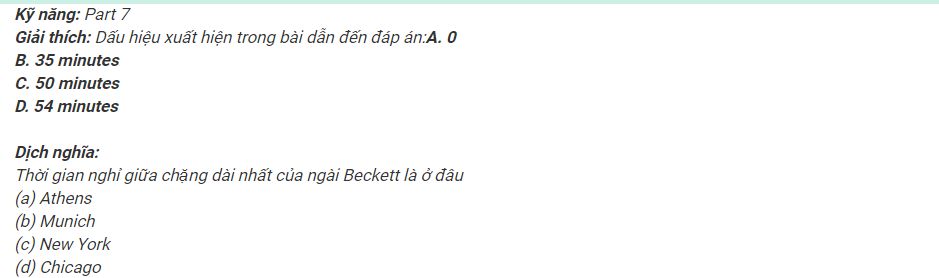 Kỹ năng: Part 7
Giải thích: Dấu hiệu xuất hiện trong bài dẫn đến đáp án:A. 0
B. 35 minutes
C. 50 minutes
D. 54 minutes
Dịch nghĩa:
Thời gian nghỉ giữa chặng dài nhất của ngài Beckett là ở đâu
(a) Athens
(b) Munich
(c) New York
(d) Chicago